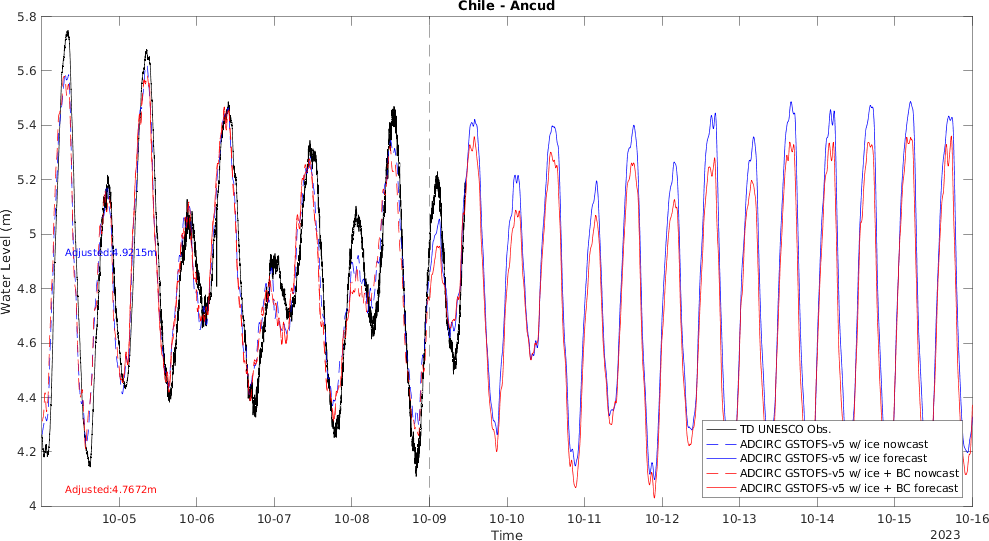 Chile - Ancud
5.8
5.6
5.4
5.2
5
4.8
4.6
4.4
4.2
4
Water Level (m)
Adjusted:4.9215m
Adjusted:4.7672m
TD UNESCO Obs.
ADCIRC GSTOFS-v5 w/ ice nowcast
ADCIRC GSTOFS-v5 w/ ice forecast
ADCIRC GSTOFS-v5 w/ ice + BC nowcast
ADCIRC GSTOFS-v5 w/ ice + BC forecast
10-05 10-06 10-07 10-08 10-09 10-10 10-11 10-12 10-13 10-14 10-15 10-16
Time
2023